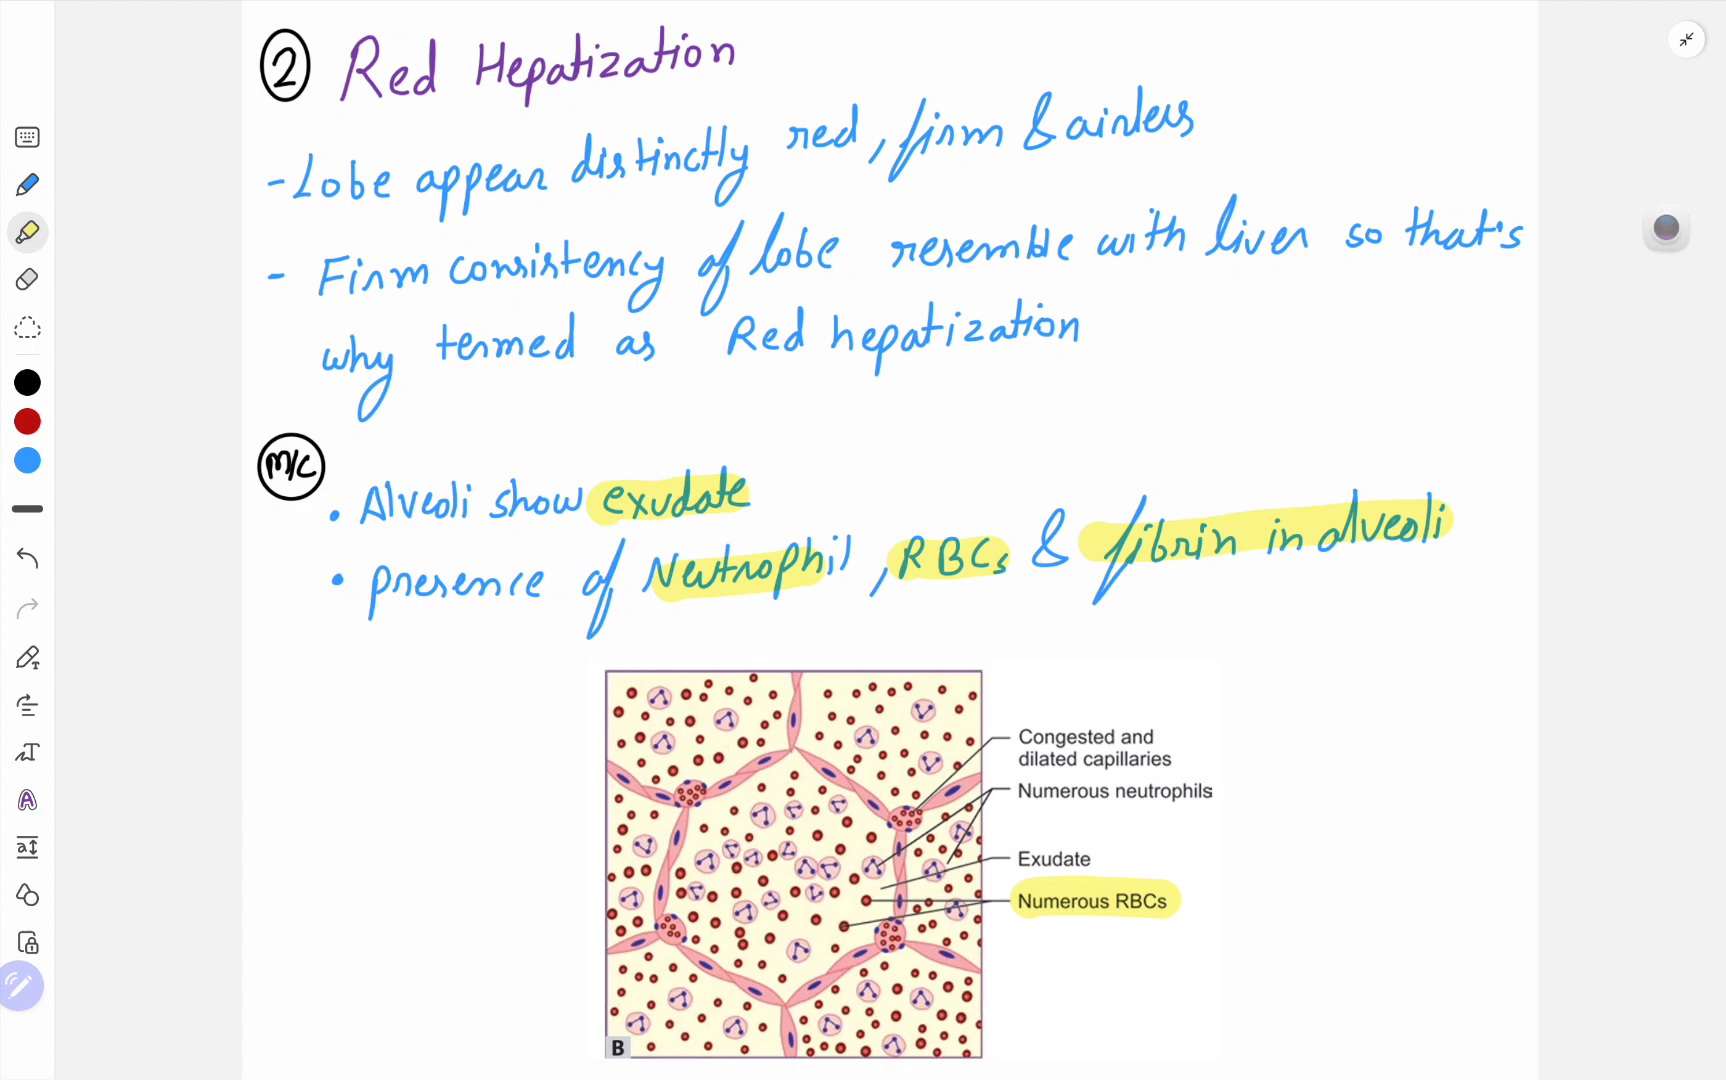 2 Red Hepatization
- Lobe appear distinctly red, firm & airless
- Firm consistency of lobe resemble with liver so that's
why termed as Red hepatization
M/C
• Alveoli show exudate
• presence of Neutrophil, RBCs & fibrin in alveoli
Congested and
dilated capillaries
Numerous neutrophils
Exudate
Numerous RBCs
B